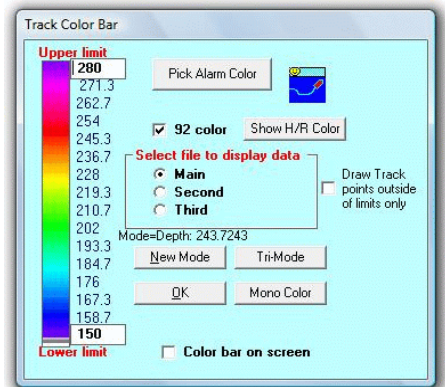 Track Color Bar
Upper limit
280
271.3
262.7
254
245.3
236.7
228
219.3
210.7
202
193.3
184.7
176
167.3
158.7
150
Lower limit
Pick Alarm Color
92 color
Show H/R Color
Select file to display data
Main
Second
Third
Draw Track
points outside
of limits only
Mode=Depth: 243.7243
New Mode
Tri-Mode
OK
Mono Color
Color bar on screen